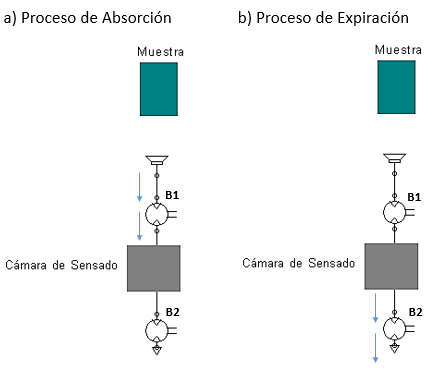 a) Proceso de Absorción
b) Proceso de Expiración
Muestra
B1
Cámara de Sensado
B2
Muestra
B1
Cámara de Sensado
B2